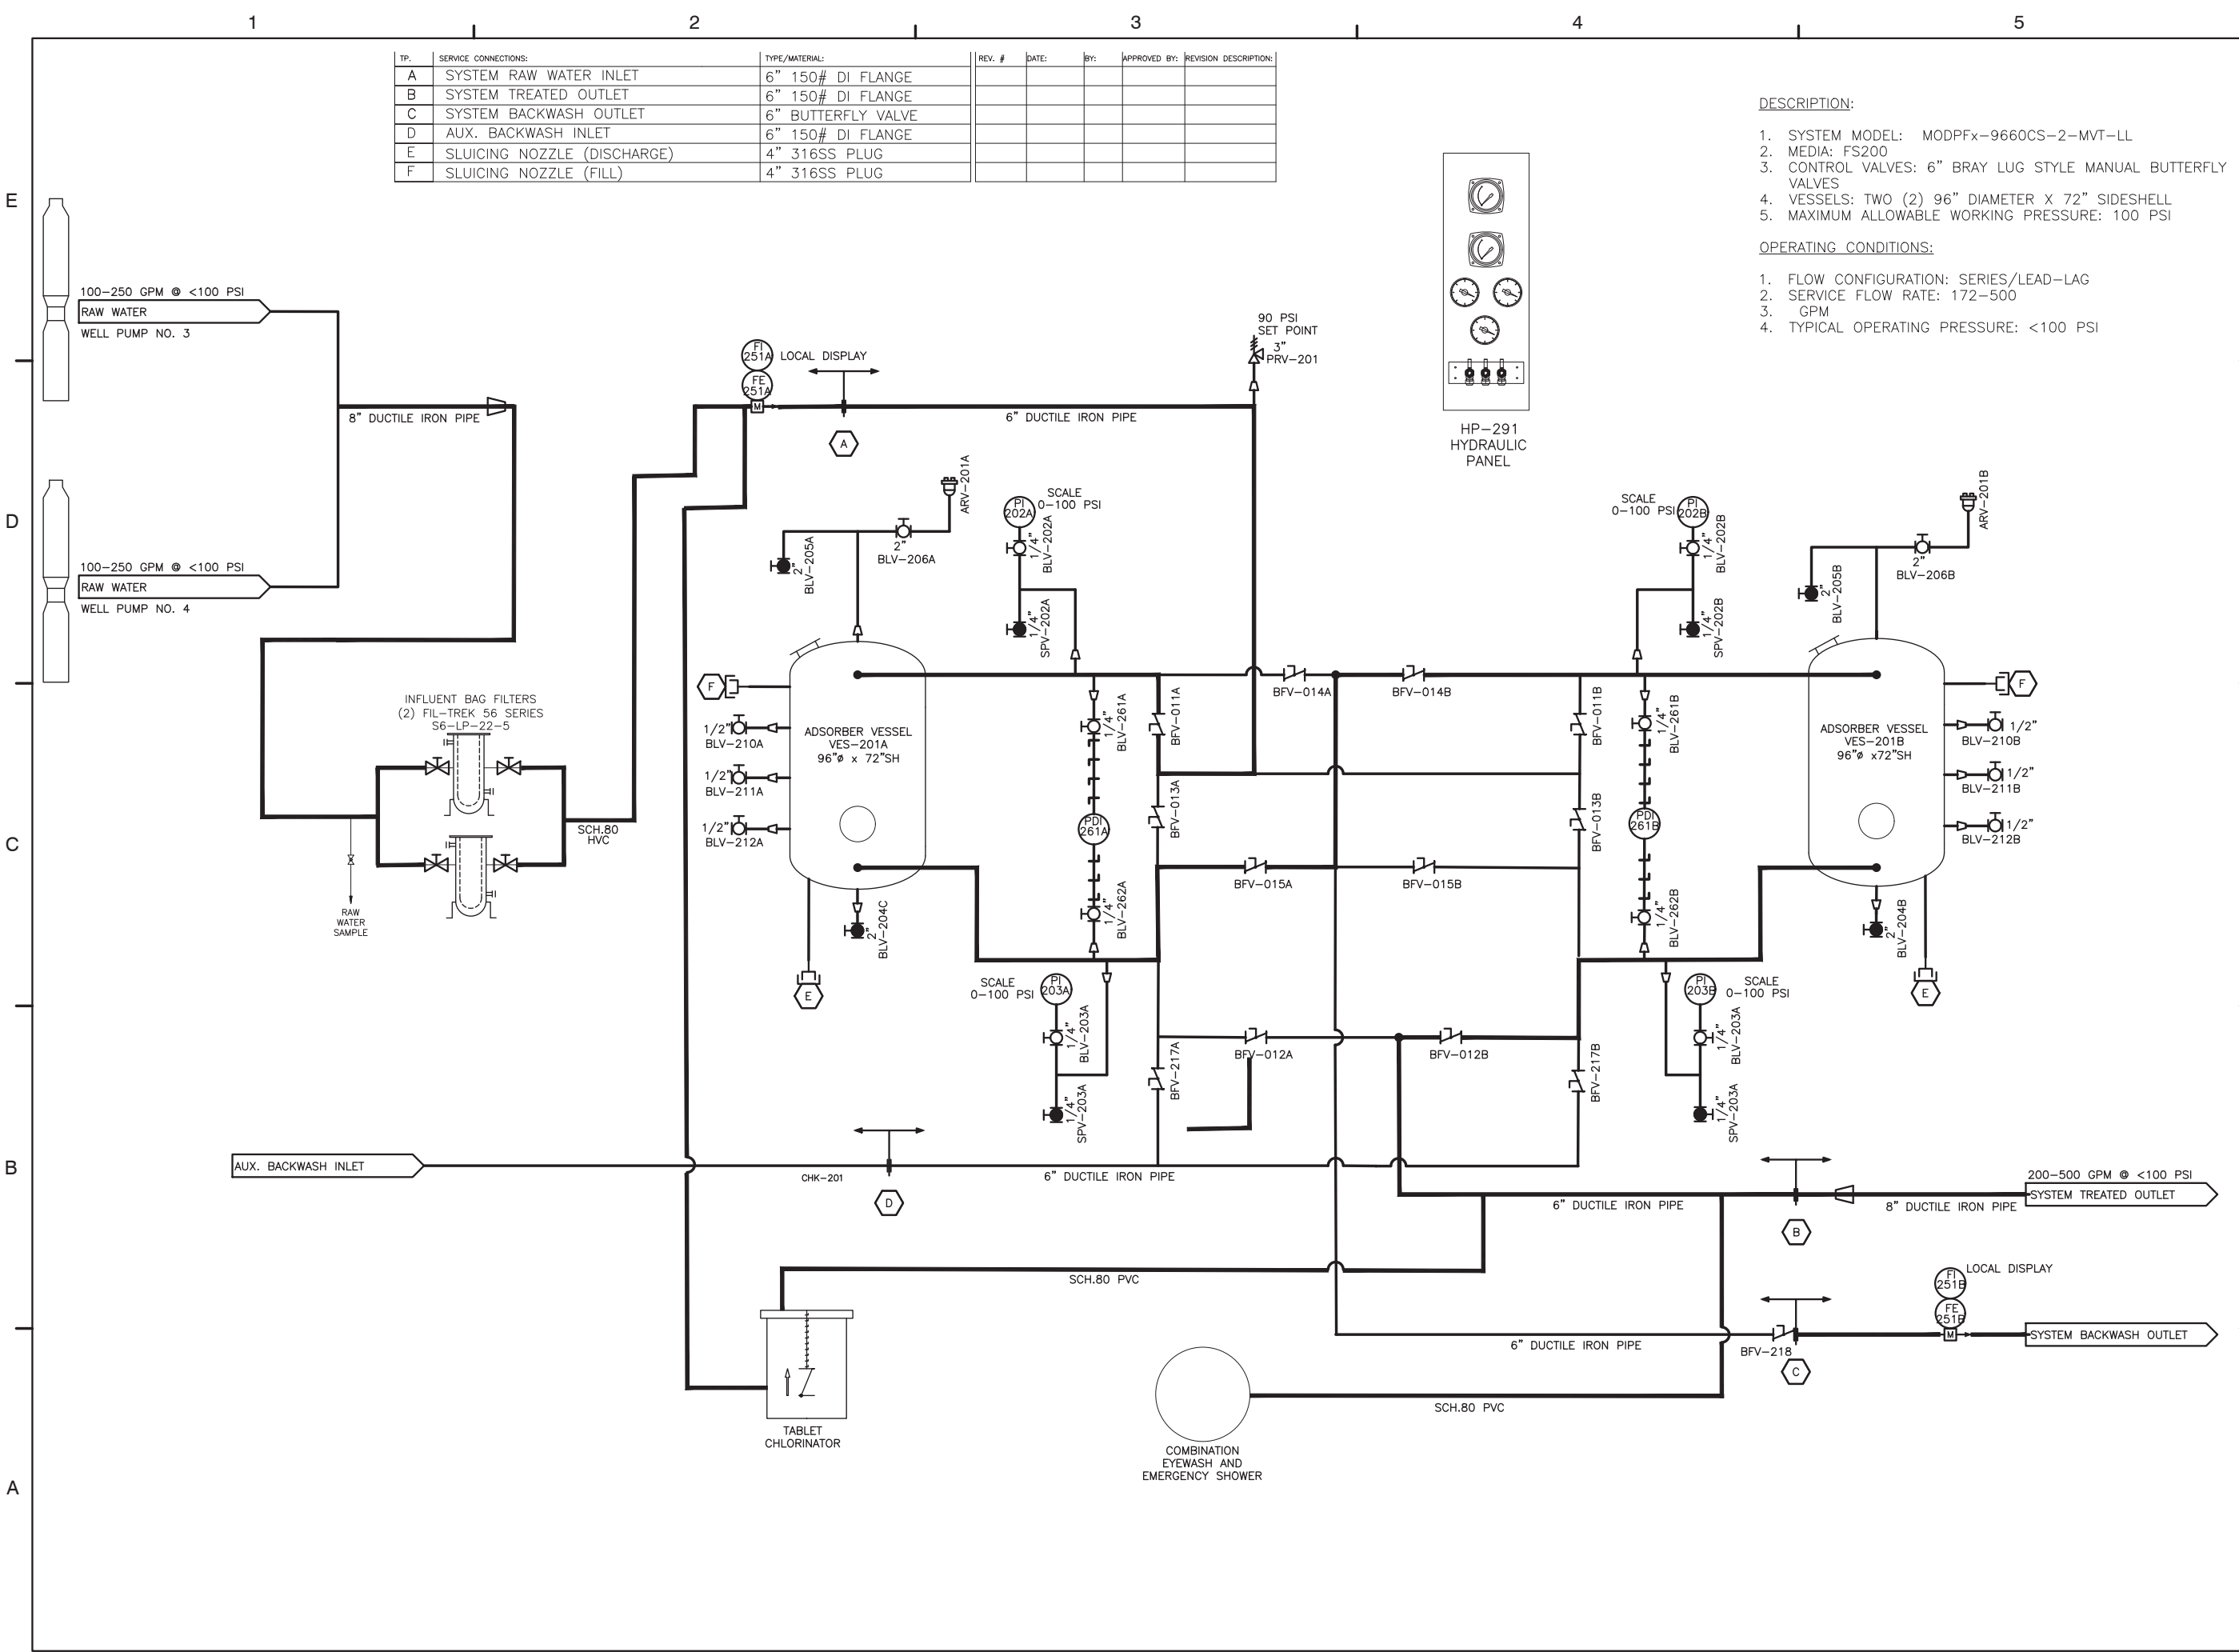 1 2 3 4 5
E
D
C
B
A
TP. SERVICE CONNECTIONS: TYPE/MATERIAL:
A SYSTEM RAW WATER INLET 6" 150# DI FLANGE
B SYSTEM TREATED OUTLET 6" 150# DI FLANGE
C SYSTEM BACKWASH OUTLET 6" BUTTERFLY VALVE
D AUX. BACKWASH INLET 6" 150# DI FLANGE
E SLUICING NOZZLE (DISCHARGE) 4" 316SS PLUG
F SLUICING NOZZLE (FILL) 4" 316SS PLUG
REV. # DATE: BY: APPROVED BY: REVISION DESCRIPTION:
DESCRIPTION:
1. SYSTEM MODEL: MODPFx-9660CS-2-MVT-LL
2. MEDIA: FS200
3. CONTROL VALVES: 6" BRAY LUG STYLE MANUAL BUTTERFLY
VALVES
4. VESSELS: TWO (2) 96" DIAMETER X 72" SIDESHELL
5. MAXIMUM ALLOWABLE WORKING PRESSURE: 100 PSI
OPERATING CONDITIONS:
1. FLOW CONFIGURATION: SERIES/LEAD-LAG
2. SERVICE FLOW RATE: 172-500
3. GPM
4. TYPICAL OPERATING PRESSURE: <100 PSI
HP-291
HYDRAULIC
PANEL
100-250 GPM @ <100 PSI
RAW WATER
WELL PUMP NO. 3
8" DUCTILE IRON PIPE
100-250 GPM @ <100 PSI
RAW WATER
WELL PUMP NO. 4
FI
251A
LOCAL DISPLAY
FE
251A
M
A
6" DUCTILE IRON PIPE
90 PSI
SET POINT
3"
PRV-201
INFLUENT BAG FILTERS
(2) FIL-TREK 56 SERIES
S6-LP-22-5
SCH.80
HVC
RAW
WATER
SAMPLE
2"
BLV-205A
2"
BLV-206A
ARV-201A
PI
202A
SCALE
0-100 PSI
1/4"
BLV-202A
1/4"
SPV-202A
F
1/2"
BLV-210A
1/2"
BLV-211A
1/2"
BLV-212A
ADSORBER VESSEL
VES-201A
96"ø x 72"SH
2"
BLV-204C
E
1/4"
BLV-261A
PDI
261A
1/4"
BLV-262A
BFV-011A
BFV-013A
BFV-014A
BFV-014B
BFV-015A
BFV-015B
BFV-011B
BFV-013B
SCALE
0-100 PSI
PI
203A
1/4"
BLV-203A
1/4"
SPV-203A
BFV-217A
BFV-012A
BFV-012B
BFV-217B
SCALE
0-100 PSI
PI
202B
1/4"
BLV-202B
1/4"
SPV-202B
1/4"
BLV-261B
PDI
261B
1/4"
BLV-262B
2"
BLV-205B
2"
BLV-206B
ARV-201B
ADSORBER VESSEL
VES-201B
96"ø x72"SH
F
1/2"
BLV-210B
1/2"
BLV-211B
1/2"
BLV-212B
2"
BLV-204B
E
PI
203B
SCALE
0-100 PSI
1/4"
BLV-203A
1/4"
SPV-203A
AUX. BACKWASH INLET
CHK-201
D
6" DUCTILE IRON PIPE
6" DUCTILE IRON PIPE
B
8" DUCTILE IRON PIPE
200-500 GPM @ <100 PSI
SYSTEM TREATED OUTLET
SCH.80 PVC
FI
251B
LOCAL DISPLAY
FE
251B
M
SYSTEM BACKWASH OUTLET
6" DUCTILE IRON PIPE
BFV-218
C
TABLET
CHLORINATOR
SCH.80 PVC
COMBINATION
EYEWASH AND
EMERGENCY SHOWER